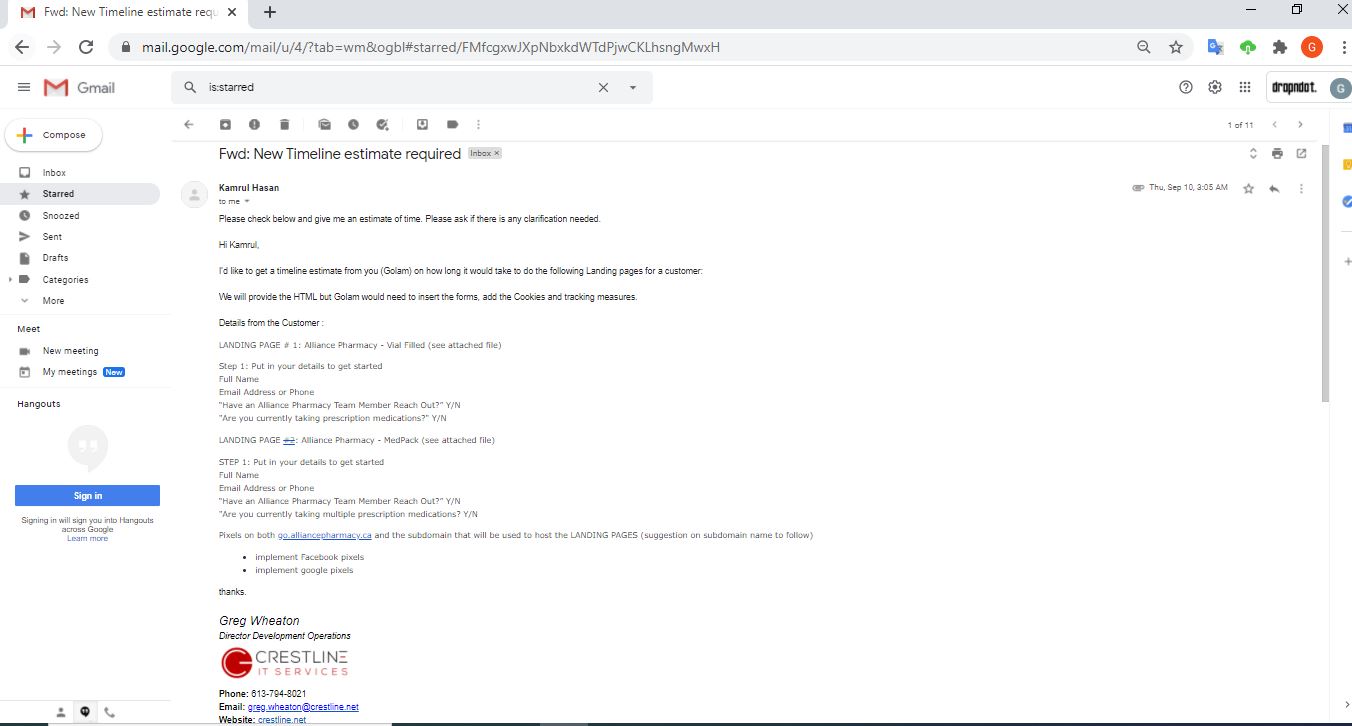 Fwd: New Timeline estimate requ
mail.google.com/mail/u/4/?tab=wm&ogbl#starred/FMfcgxwJXpNbxkdWTdPjwCKLhsngMwxH
G
Gmail
is:starred
dropndot.
G
Compose
1 of 11
Fwd: New Timeline estimate required
Inbox ×
Inbox
Starred
Snoozed
Sent
Drafts
Categories
More
Meet
New meeting
My meetings New
Hangouts
Sign in
Signing in will sign you into Hangouts
across Google
Learn more
Kamrul Hasan
Thu, Sep 10, 3:05 AM
to me
Please check below and give me an estimate of time. Please ask if there is any clarification needed.
Hi Kamrul,
I'd like to get a timeline estimate from you (Golam) on how long it would take to do the following Landing pages for a customer:
We will provide the HTML but Golam would need to insert the forms, add the Cookies and tracking measures.
Details from the Customer :
LANDING PAGE # 1: Alliance Pharmacy - Vial Filled (see attached file)
Step 1: Put in your details to get started
Full Name
Email Address or Phone
"Have an Alliance Pharmacy Team Member Reach Out?" Y/N
"Are you currently taking prescription medications?" Y/N
LANDING PAGE #2: Alliance Pharmacy - MedPack (see attached file)
STEP 1: Put in your details to get started
Full Name
Email Address or Phone
"Have an Alliance Pharmacy Team Member Reach Out?" Y/N
"Are you currently taking multiple prescription medications? Y/N
Pixels on both go.alliancepharmacy.ca and the subdomain that will be used to host the LANDING PAGES (suggestion on subdomain name to follow)
• implement Facebook pixels
• implement google pixels
thanks.
Greg Wheaton
Director Development Operations
CRESTLINE
IT SERVICES
Phone: 613-794-8021
Email: greg.wheaton@crestline.net
Website: crestline.net